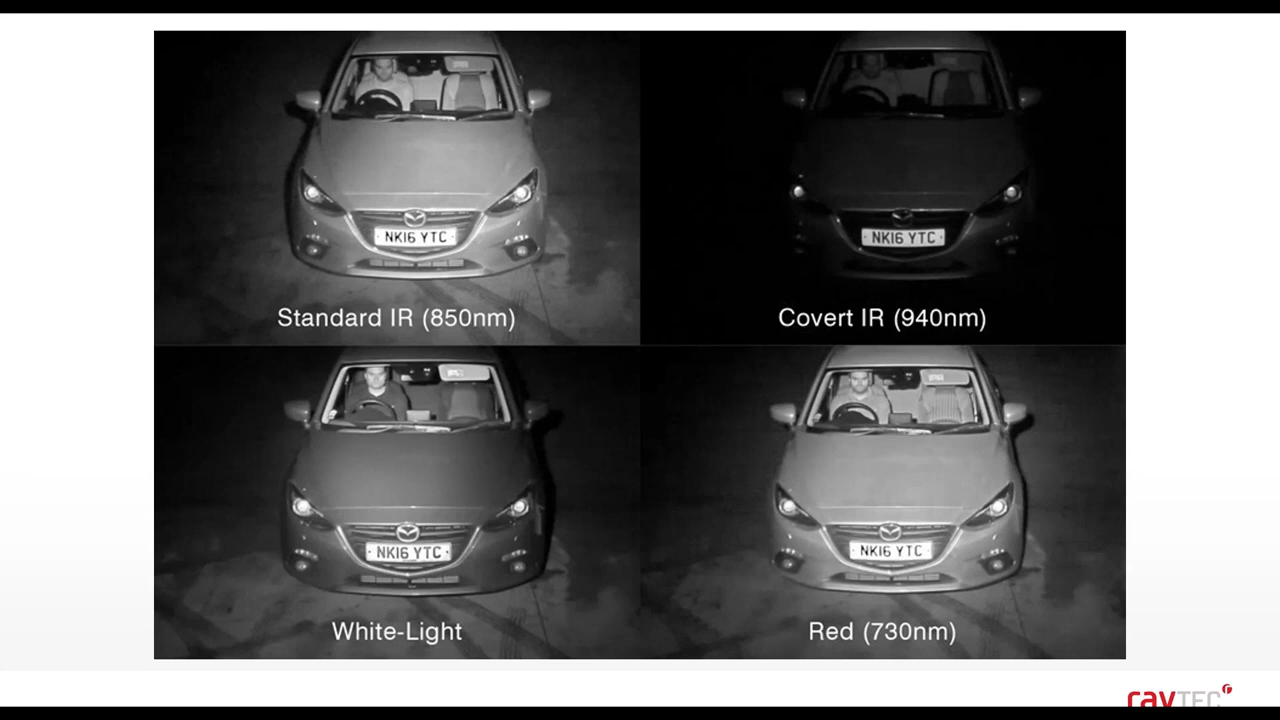 NK16 YTC
Standard IR (850nm)
NK16 YTC
Covert IR (940nm)
NK16 YTC
White-Light
NK16 YTC
Red (730nm)
rayTEC